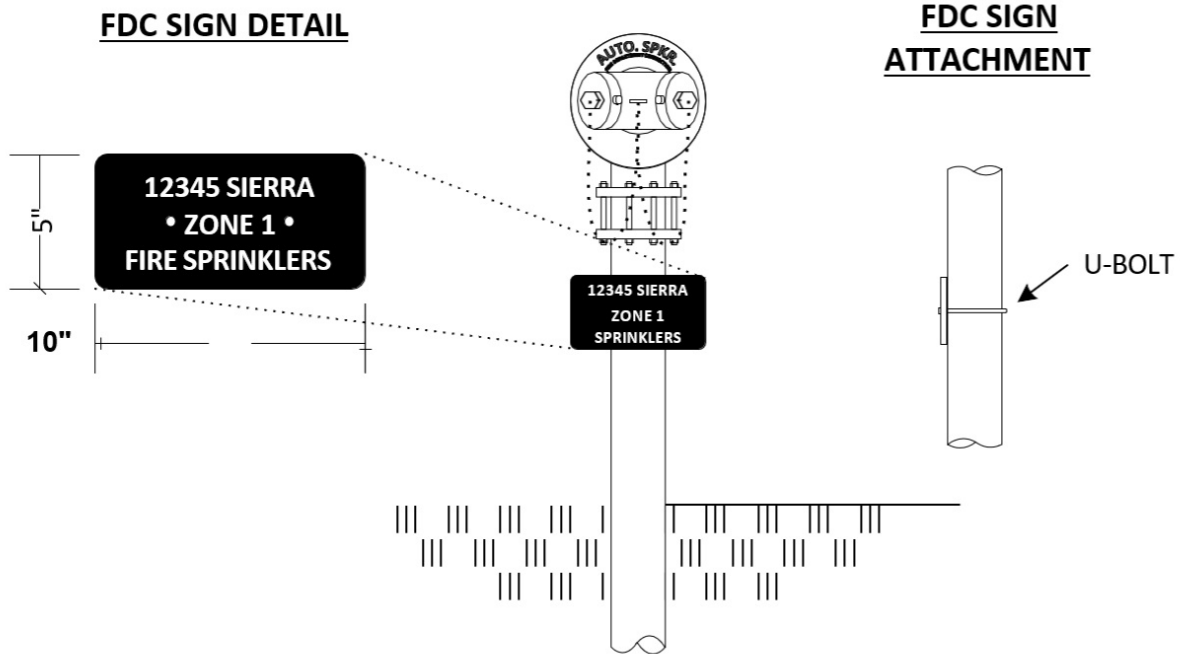 FDC SIGN DETAIL
12345 SIERRA
• ZONE 1 •
FIRE SPRINKLERS
5"
10"
AUTO. SPKR.
12345 SIERRA
ZONE 1
SPRINKLERS
FDC SIGN
ATTACHMENT
U-BOLT